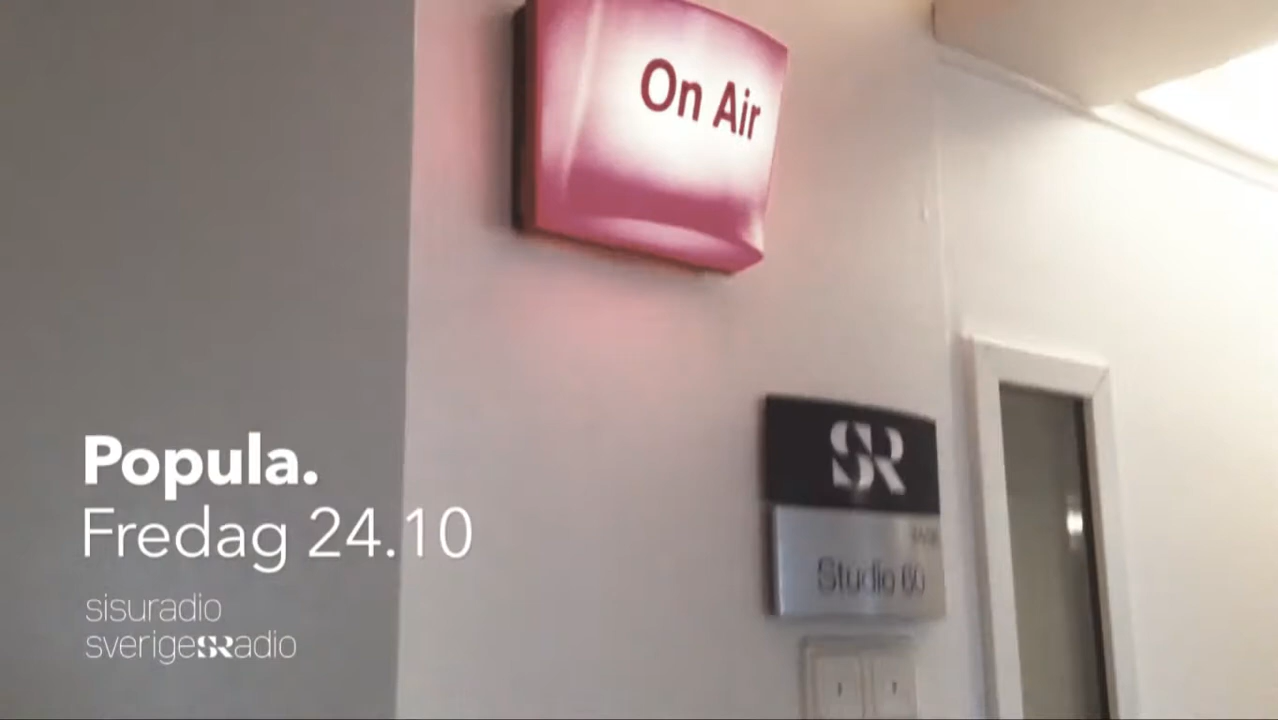 On Air
SR
Studio 60
Popula.
Fredag 24.10
sisuradio
sverigeSRadio